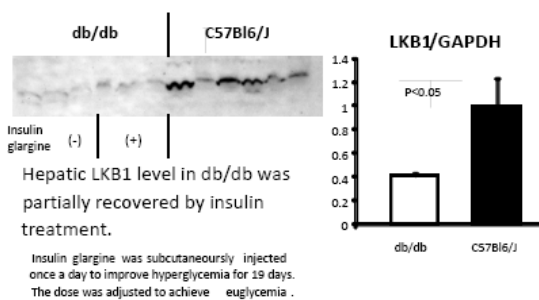 db/db
C57Bl6/J
Insulin
glargine
(-)
(+)
Hepatic LKB1 level in db/db was
partially recovered by insulin
treatment.
Insulin glargine was subcutaneoursly injected
once a day to improve hyperglycemia for 19 days.
The dose was adjusted to achieve euglycemia .
LKB1/GAPDH
1.4
1.2
1
0.8
0.6
0.4
0.2
0
P<0.05
db/db
C57Bl6/J